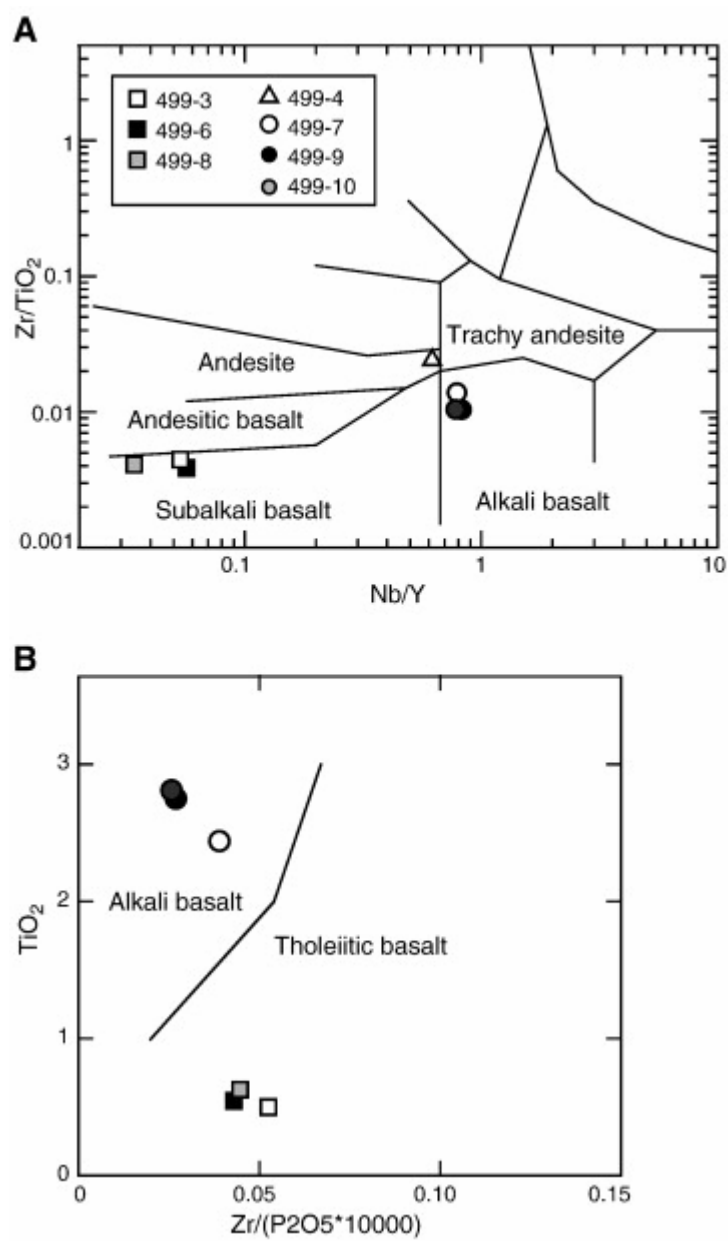 A
499-3
499-6
499-8
499-4
499-7
499-9
499-10
1
0.1
0.01
0.001
Zr/TiO₂
Andesite
Trachy andesite
Andesitic basalt
Subalkali basalt
Alkali basalt
0.1
1
10
Nb/Y
B
3
2
1
0
TiO₂
Alkali basalt
Tholeiitic basalt
0
0.05
0.10
0.15
Zr/(P2O5*10000)